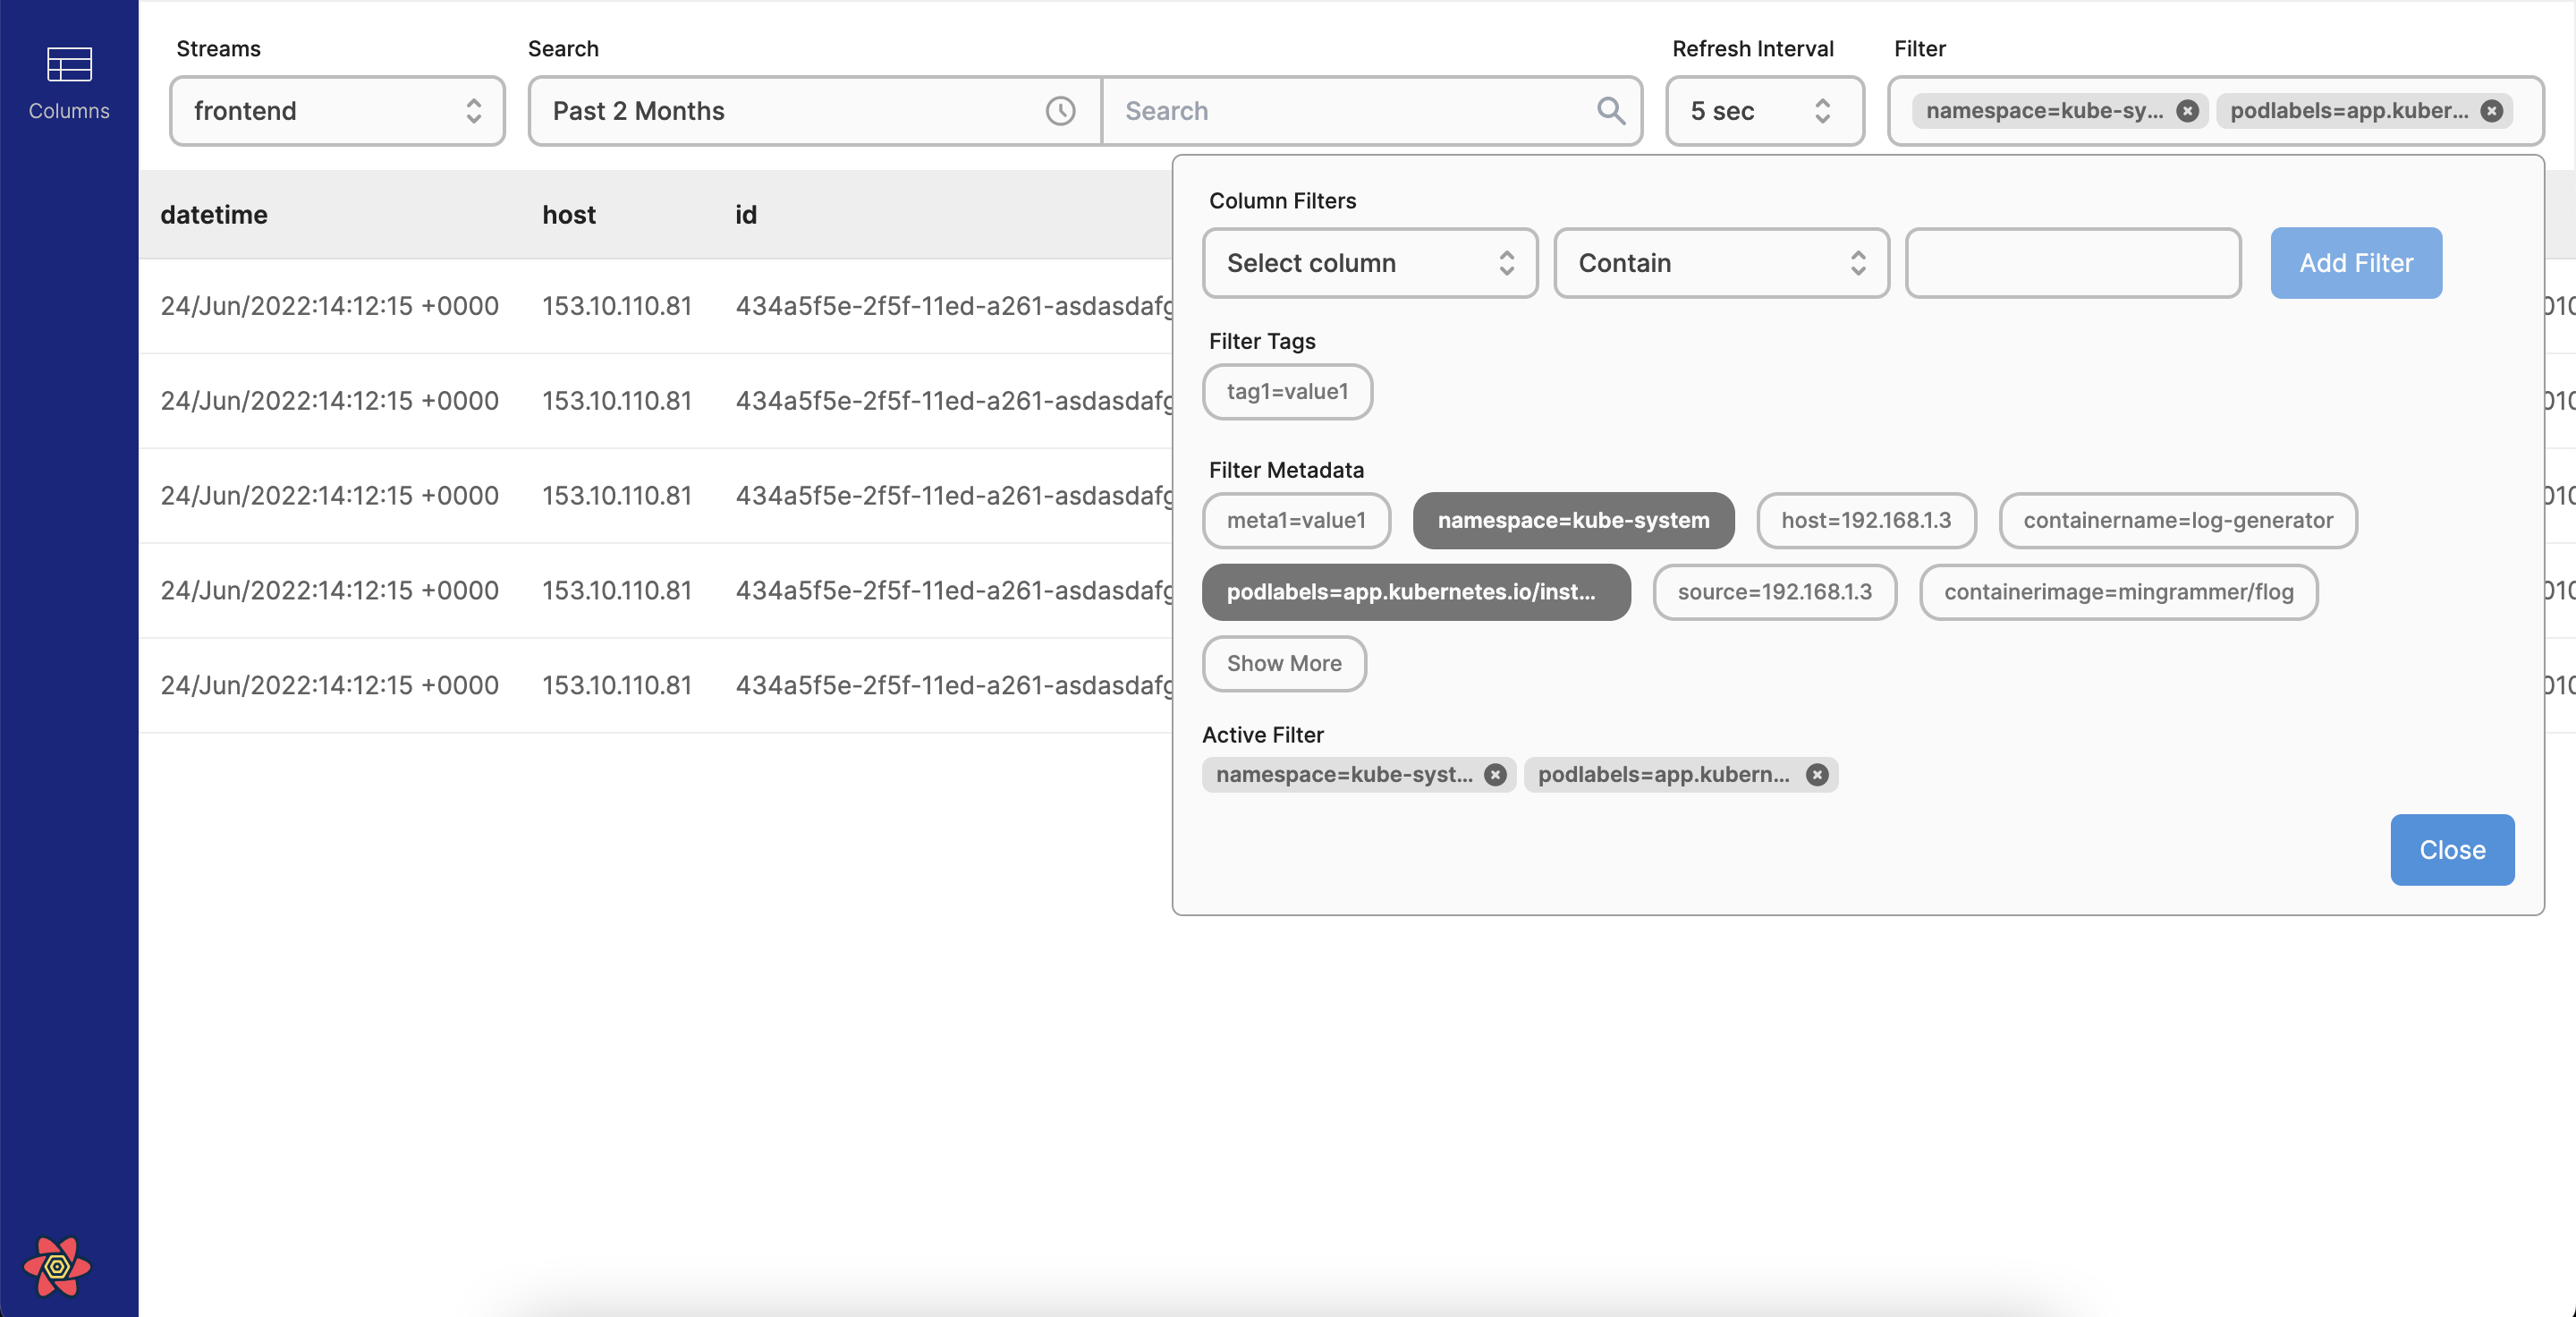 Columns
Streams
Search
Refresh Interval
Filter
frontend
Past 2 Months
Search
5 sec
namespace=kube-sy...
podlabels=app.kuber...
datetime
host
id
24/Jun/2022:14:12:15 +0000 153.10.110.81 434a5f5e-2f5f-11ed-a261-asdasdafg
24/Jun/2022:14:12:15 +0000 153.10.110.81 434a5f5e-2f5f-11ed-a261-asdasdafg
24/Jun/2022:14:12:15 +0000 153.10.110.81 434a5f5e-2f5f-11ed-a261-asdasdafg
24/Jun/2022:14:12:15 +0000 153.10.110.81 434a5f5e-2f5f-11ed-a261-asdasdafg
24/Jun/2022:14:12:15 +0000 153.10.110.81 434a5f5e-2f5f-11ed-a261-asdasdafg
Column Filters
Select column
Contain
Add Filter
Filter Tags
tag1=value1
Filter Metadata
meta1=value1
namespace=kube-system
host=192.168.1.3
containername=log-generator
podlabels=app.kubernetes.io/inst...
source=192.168.1.3
containerimage=mingrammer/flog
Show More
Active Filter
namespace=kube-syst...
podlabels=app.kubern...
Close